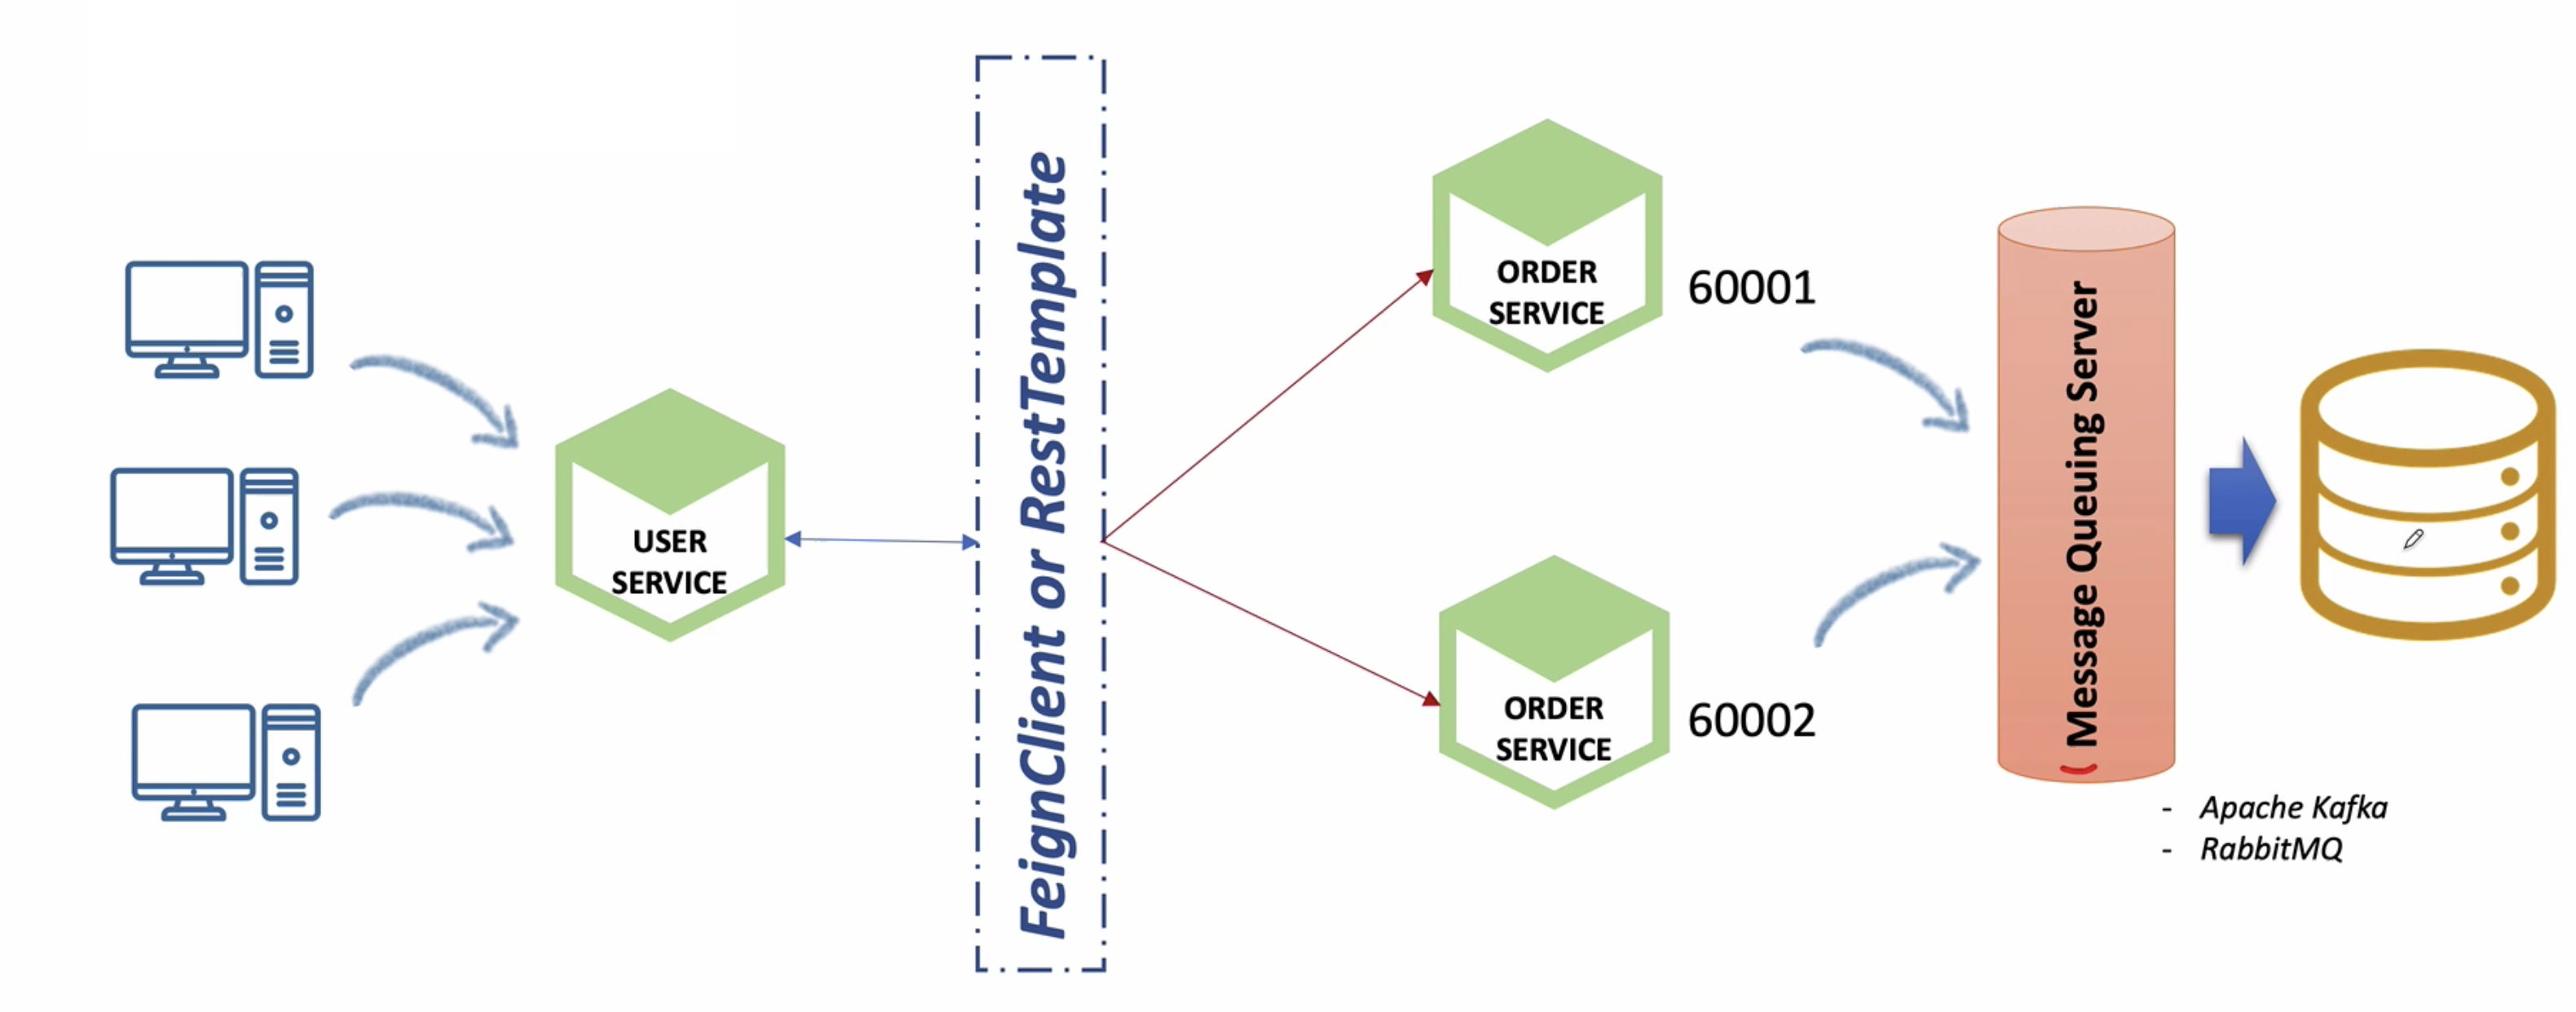 USER
SERVICE
FeignClient or RestTemplate
ORDER
SERVICE
60001
ORDER
SERVICE
60002
Message Queuing Server
- Apache Kafka
- RabbitMQ